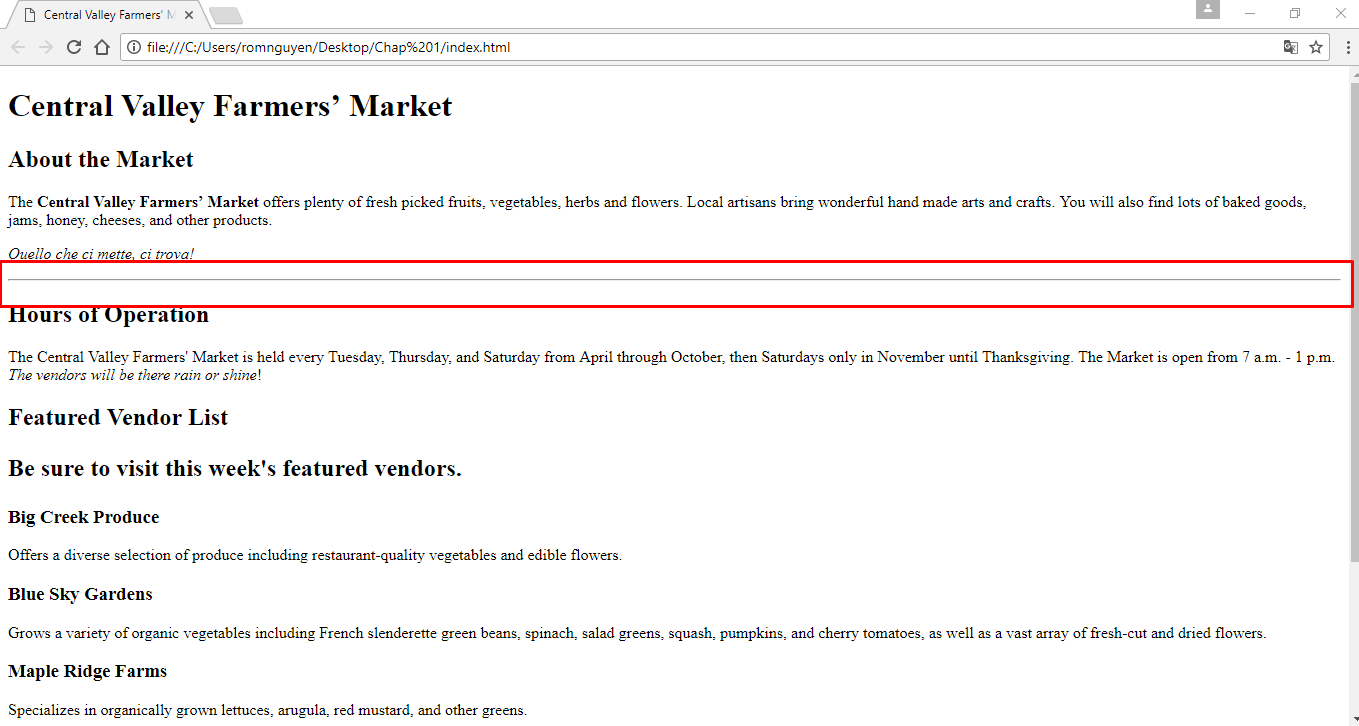 Central Valley Farmers’ M
file:///C:/Users/romnguyen/Desktop/Chap%201/index.html
Central Valley Farmers’ Market
About the Market
The Central Valley Farmers’ Market offers plenty of fresh picked fruits, vegetables, herbs and flowers. Local artisans bring wonderful hand made arts and crafts. You will also find lots of baked goods,
jams, honey, cheeses, and other products.
Quello che ci mette, ci trova!
Hours of Operation
The Central Valley Farmers' Market is held every Tuesday, Thursday, and Saturday from April through October, then Saturdays only in November until Thanksgiving. The Market is open from 7 a.m. - 1 p.m.
The vendors will be there rain or shine!
Featured Vendor List
Be sure to visit this week's featured vendors.
Big Creek Produce
Offers a diverse selection of produce including restaurant-quality vegetables and edible flowers.
Blue Sky Gardens
Grows a variety of organic vegetables including French slenderette green beans, spinach, salad greens, squash, pumpkins, and cherry tomatoes, as well as a vast array of fresh-cut and dried flowers.
Maple Ridge Farms
Specializes in organically grown lettuces, arugula, red mustard, and other greens.